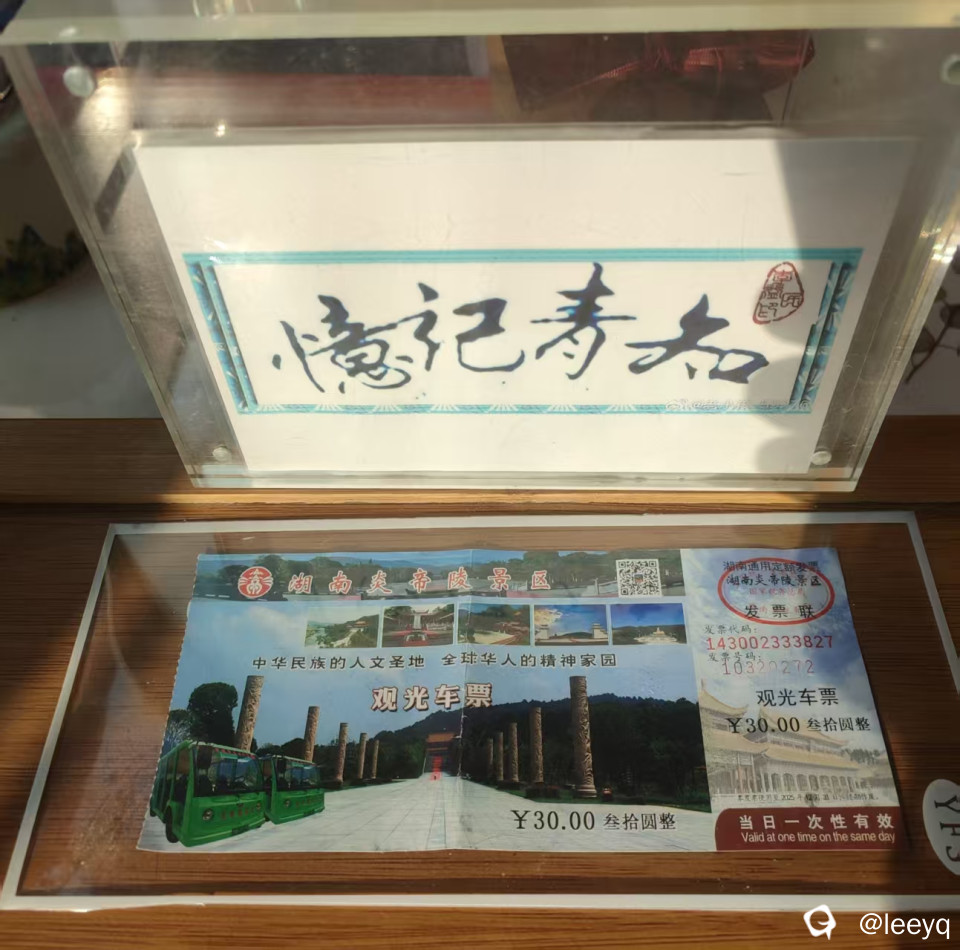 知青记憶
湖南炎帝陵景区
中华民族的人文圣地 全球华人的精神家园
观光车票
￥30.00 叁拾圆整
湖南通用定额发票
湖南炎帝陵景区
发票联
发票代码:
143002333827
发票号码:
10320272
观光车票
￥30.00 叁拾圆整
当日一次性有效
Valid at one time on the same day
@leeyq